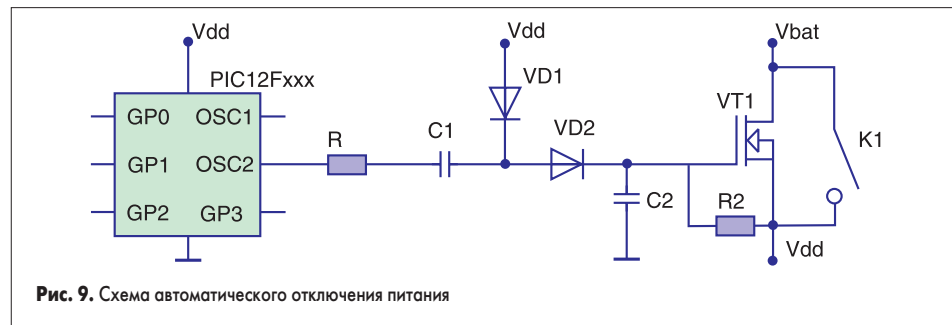 Vdd
Vdd
Vbat
PIC12Fxxx
VD1
VT1
GP0 OSC1
R
C1
VD2
K1
GP1 OSC2
C2
R2
GP2 GP3
Vdd
Рис. 9. Схема автоматического отключения питания